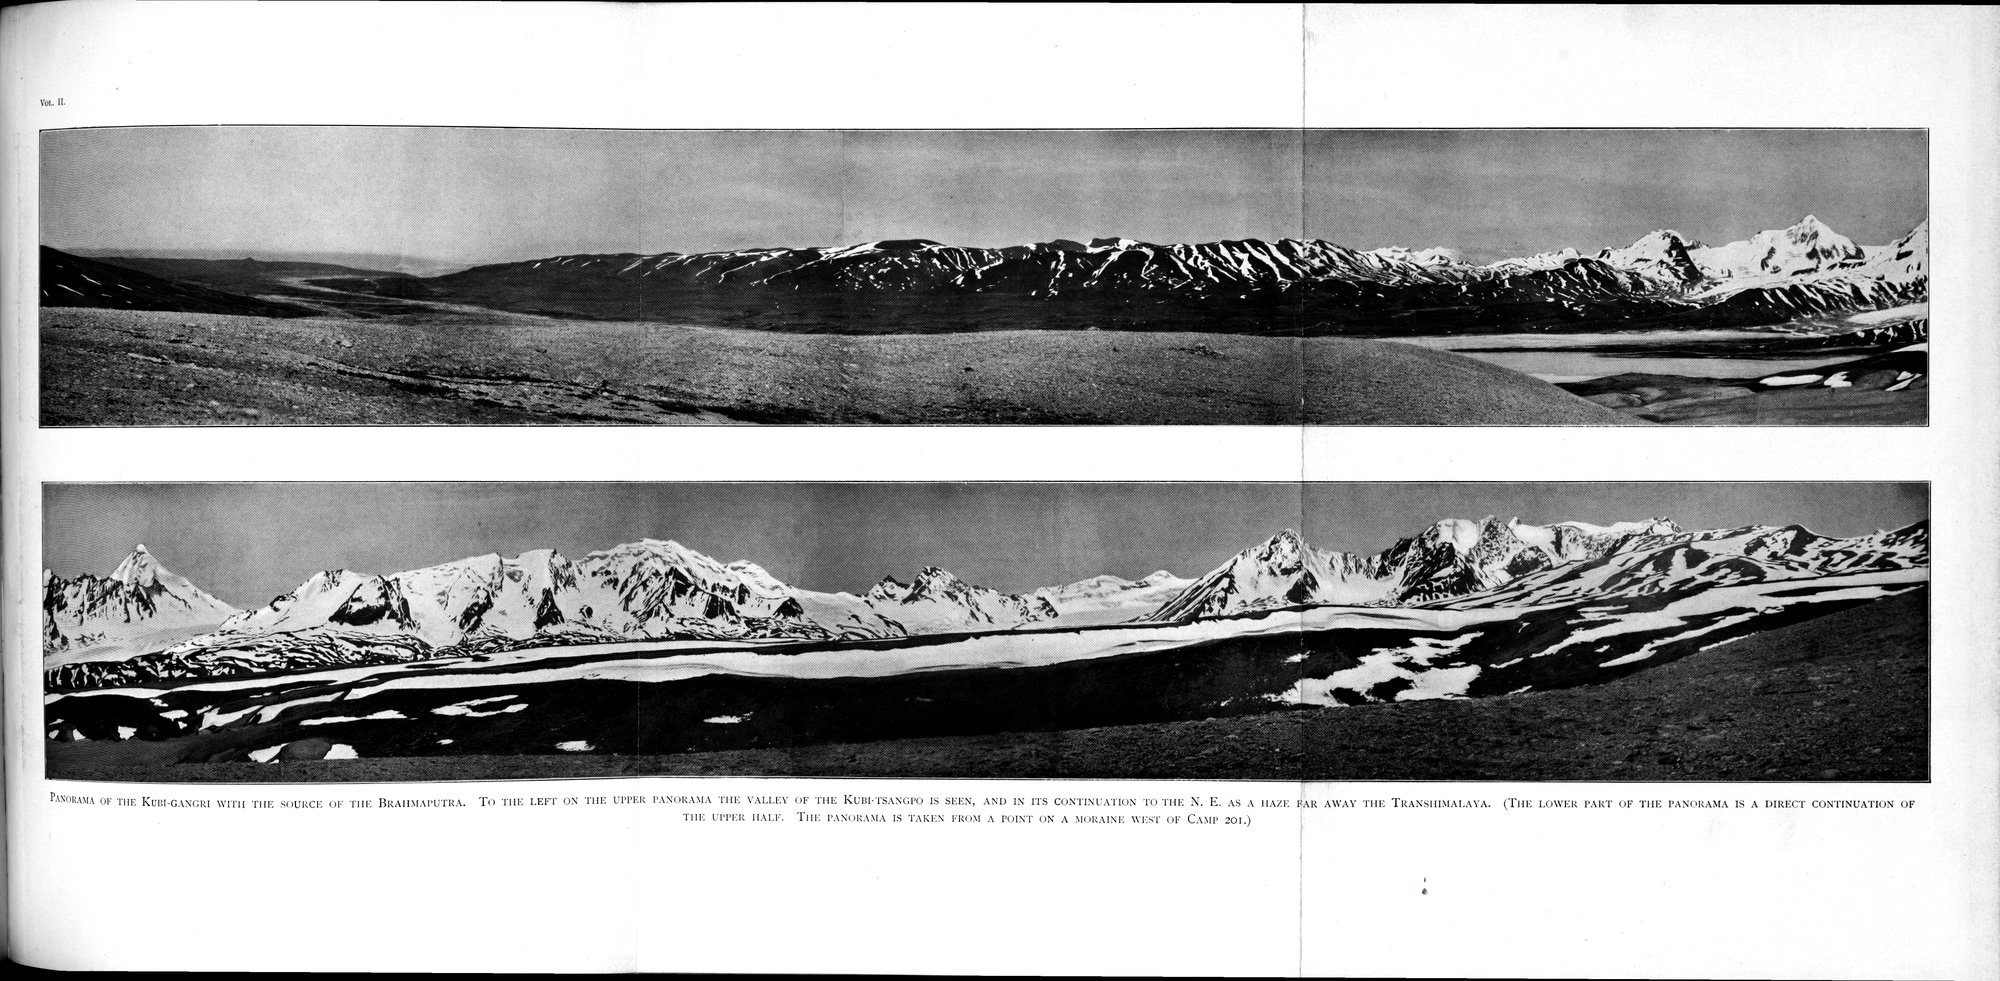 Vol. II.
Panorama of the Kubi-gangri with the source of the Brahmaputra. To the left on the upper panorama the valley of the Kubi-tsangpo is seen, and in its continuation to the N. E. as a haze far away the Transhimalaya. (The lower part of the panorama is a direct continuation of
the upper half. The panorama is taken from a point on a moraine west of Camp 201.)